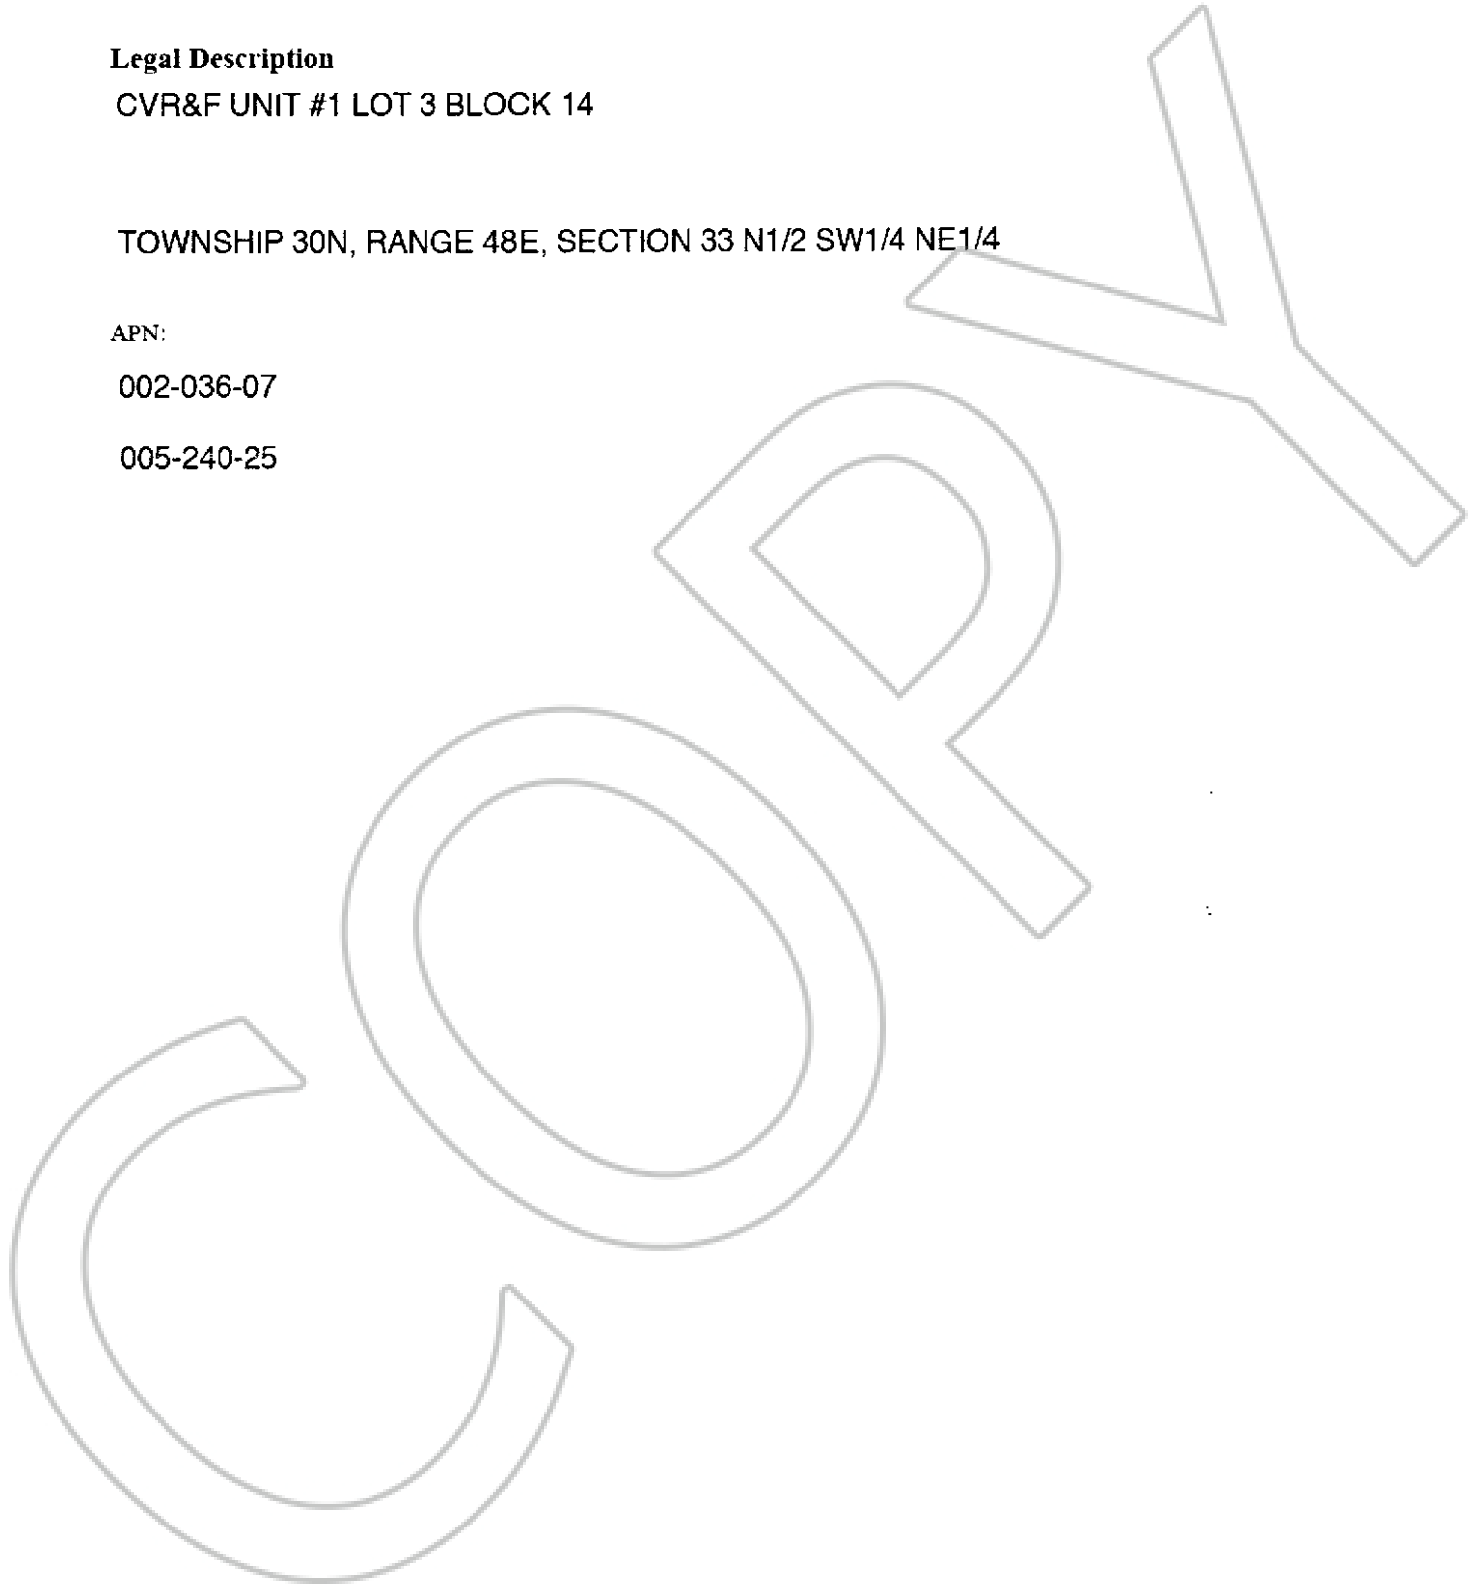 Legal Description
CVR&F UNIT #1 LOT 3 BLOCK 14
TOWNSHIP 30N, RANGE 48E, SECTION 33 N1/2 SW1/4 NE1/4
APN:
002-036-07
005-240-25
COPY